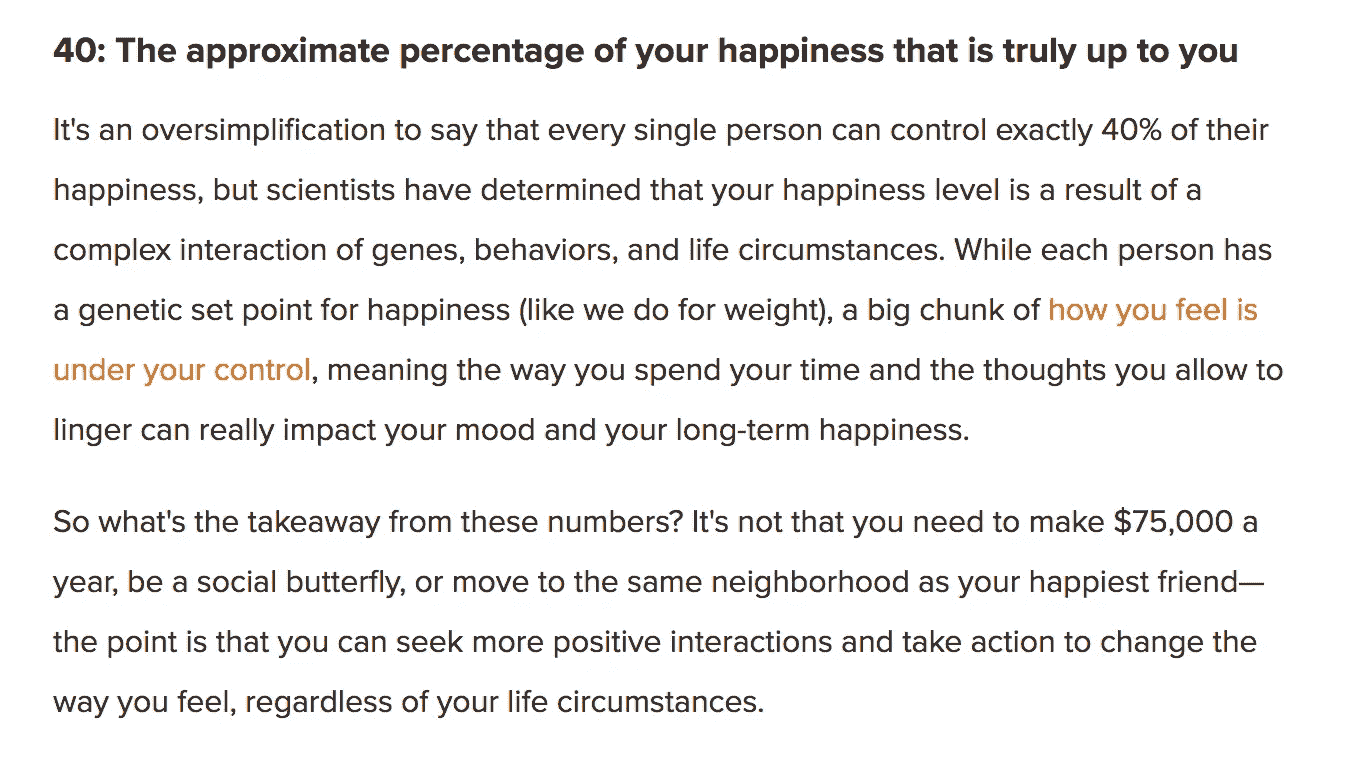 40: The approximate percentage of your happiness that is truly up to you
It's an oversimplification to say that every single person can control exactly 40% of their
happiness, but scientists have determined that your happiness level is a result of a
complex interaction of genes, behaviors, and life circumstances. While each person has
a genetic set point for happiness (like we do for weight), a big chunk of how you feel is
under your control, meaning the way you spend your time and the thoughts you allow to
linger can really impact your mood and your long-term happiness.
So what's the takeaway from these numbers? It's not that you need to make $75,000 a
year, be a social butterfly, or move to the same neighborhood as your happiest friend—
the point is that you can seek more positive interactions and take action to change the
way you feel, regardless of your life circumstances.